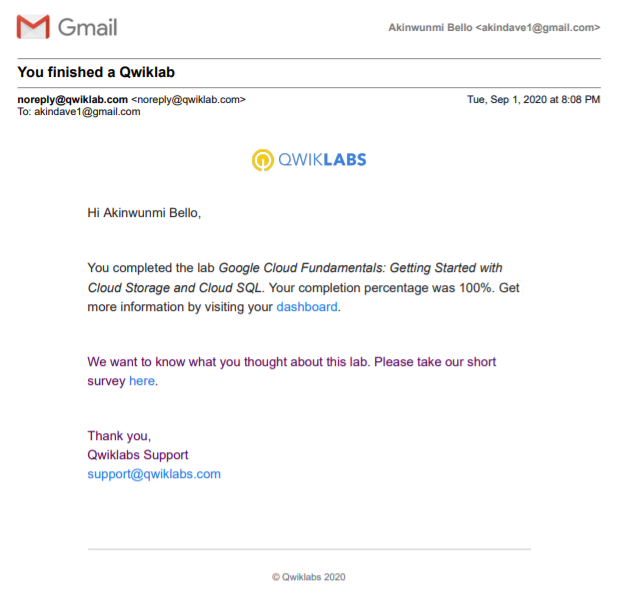 Gmail
Akinwunmi Bello <akindave1@gmail.com>
You finished a Qwiklab
noreply@qwiklab.com <noreply@qwiklab.com>
Tue, Sep 1, 2020 at 8:08 PM
To: akindave1@gmail.com
QWIKLABS
Hi Akinwunmi Bello,
You completed the lab Google Cloud Fundamentals: Getting Started with
Cloud Storage and Cloud SQL. Your completion percentage was 100%. Get
more information by visiting your dashboard.
We want to know what you thought about this lab. Please take our short
survey here.
Thank you,
Qwiklabs Support
support@qwiklabs.com
© Qwiklabs 2020